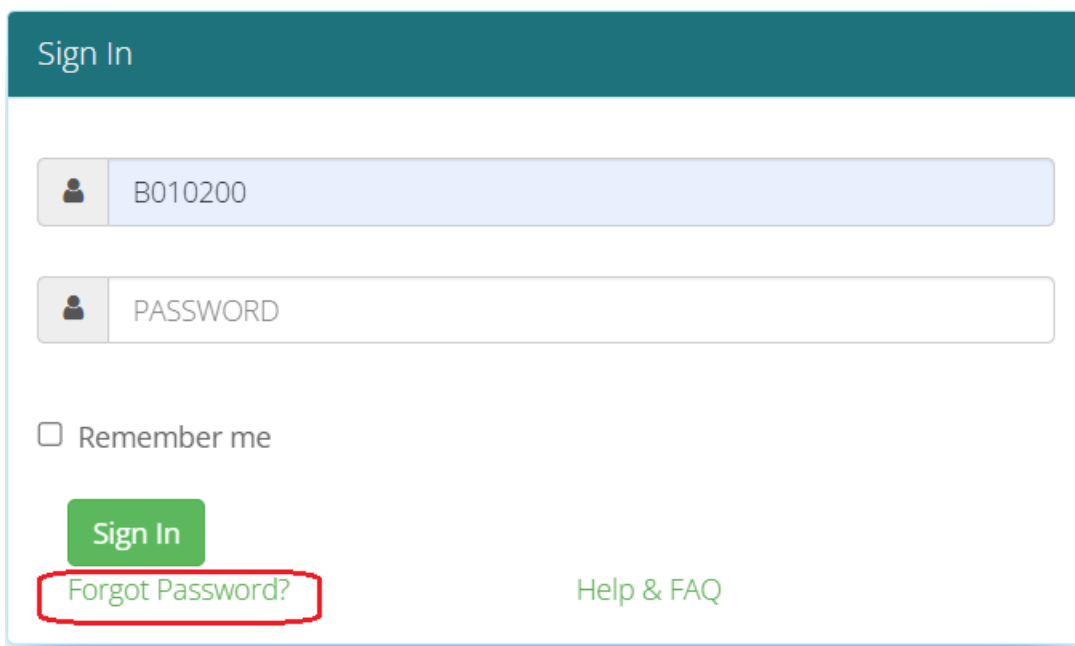 Sign In
B010200
PASSWORD
Remember me
Sign In
Forgot Password? Help & FAQ